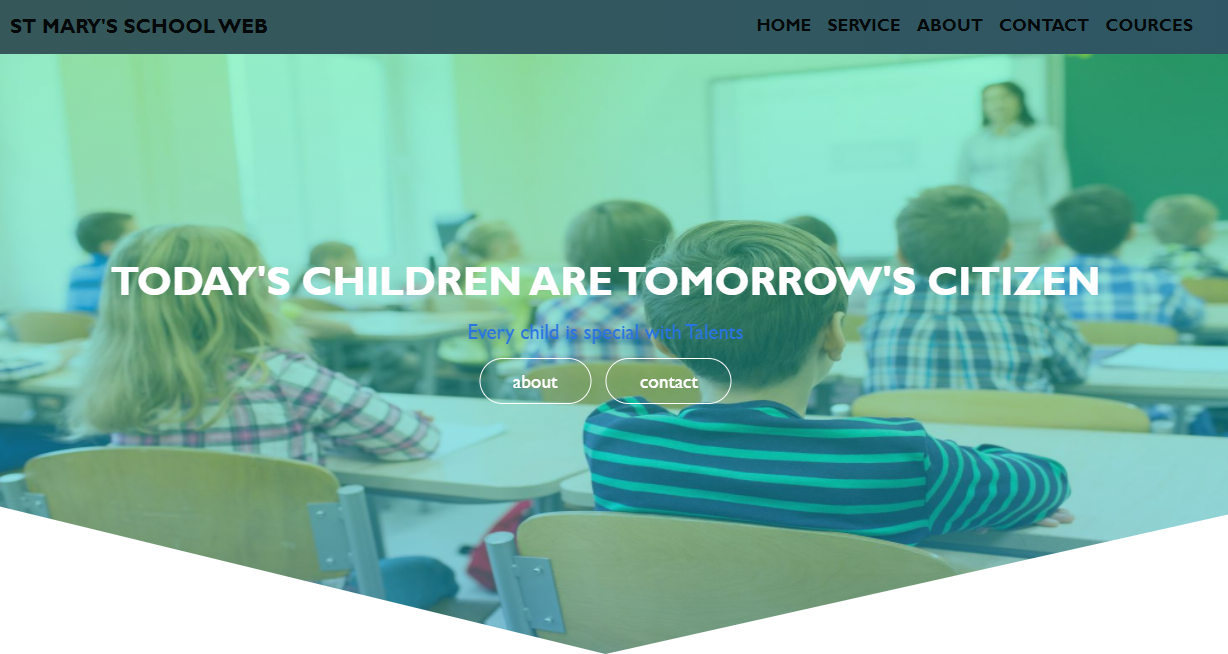 ST MARY'S SCHOOL WEB
HOME SERVICE ABOUT CONTACT COURCES
TODAY'S CHILDREN ARE TOMORROW'S CITIZEN
Every child is special with Talents
about contact